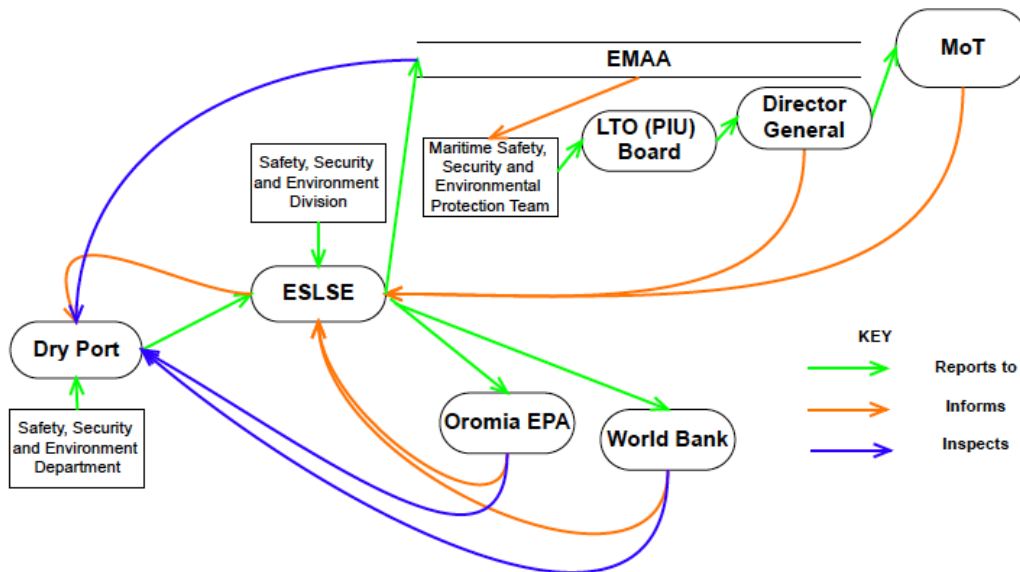 EMAA
MoT
Director
General
LTO (PIU)
Board
Maritime Safety,
Security and
Environmental
Protection Team
Safety, Security
and Environment
Division
ESLSE
Dry Port
Safety, Security
and Environment
Department
Oromia EPA
World Bank
KEY
Reports to
Informs
Inspects